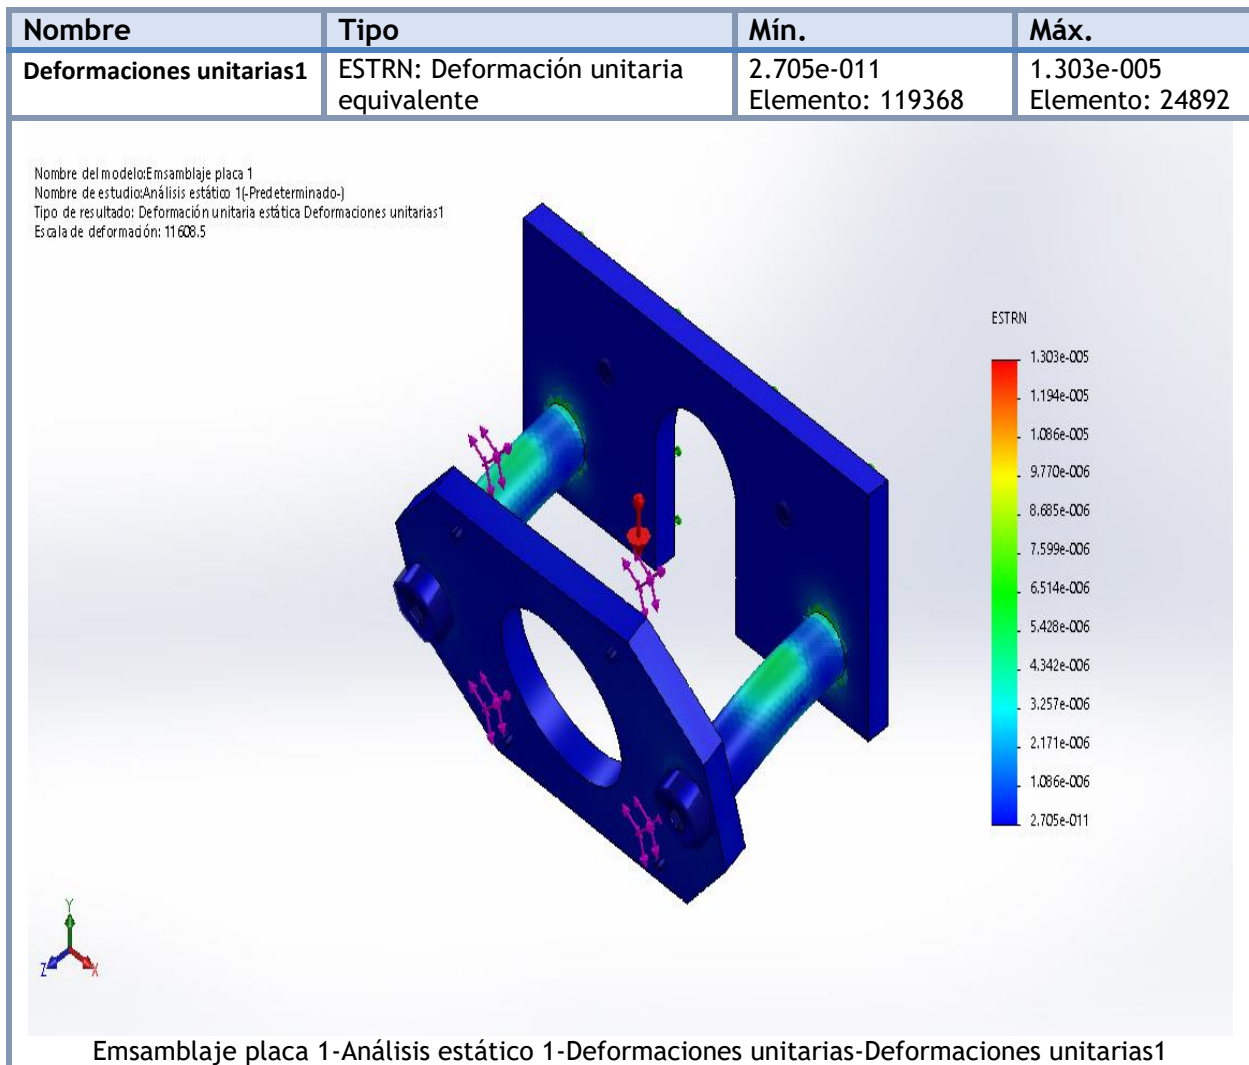 Nombre Tipo Mín. Máx.
Deformaciones unitarias1 ESTRN: Deformación unitaria equivalente 2.705e-011 Elemento: 119368 1.303e-005 Elemento: 24892
Nombre del modelo:Emsamblaje placa 1
Nombre de estudio:Análisis estático 1(-Predeterminado-)
Tipo de resultado: Deformación unitaria estática Deformaciones unitarias1
Escala de deformación: 11608.5
ESTRN
1.303e-005
1.194e-005
1.086e-005
9.770e-006
8.685e-006
7.599e-006
6.514e-006
5.428e-006
4.342e-006
3.257e-006
2.171e-006
1.086e-006
2.705e-011
Y
Z X
Emsamblaje placa 1-Análisis estático 1-Deformaciones unitarias-Deformaciones unitarias1